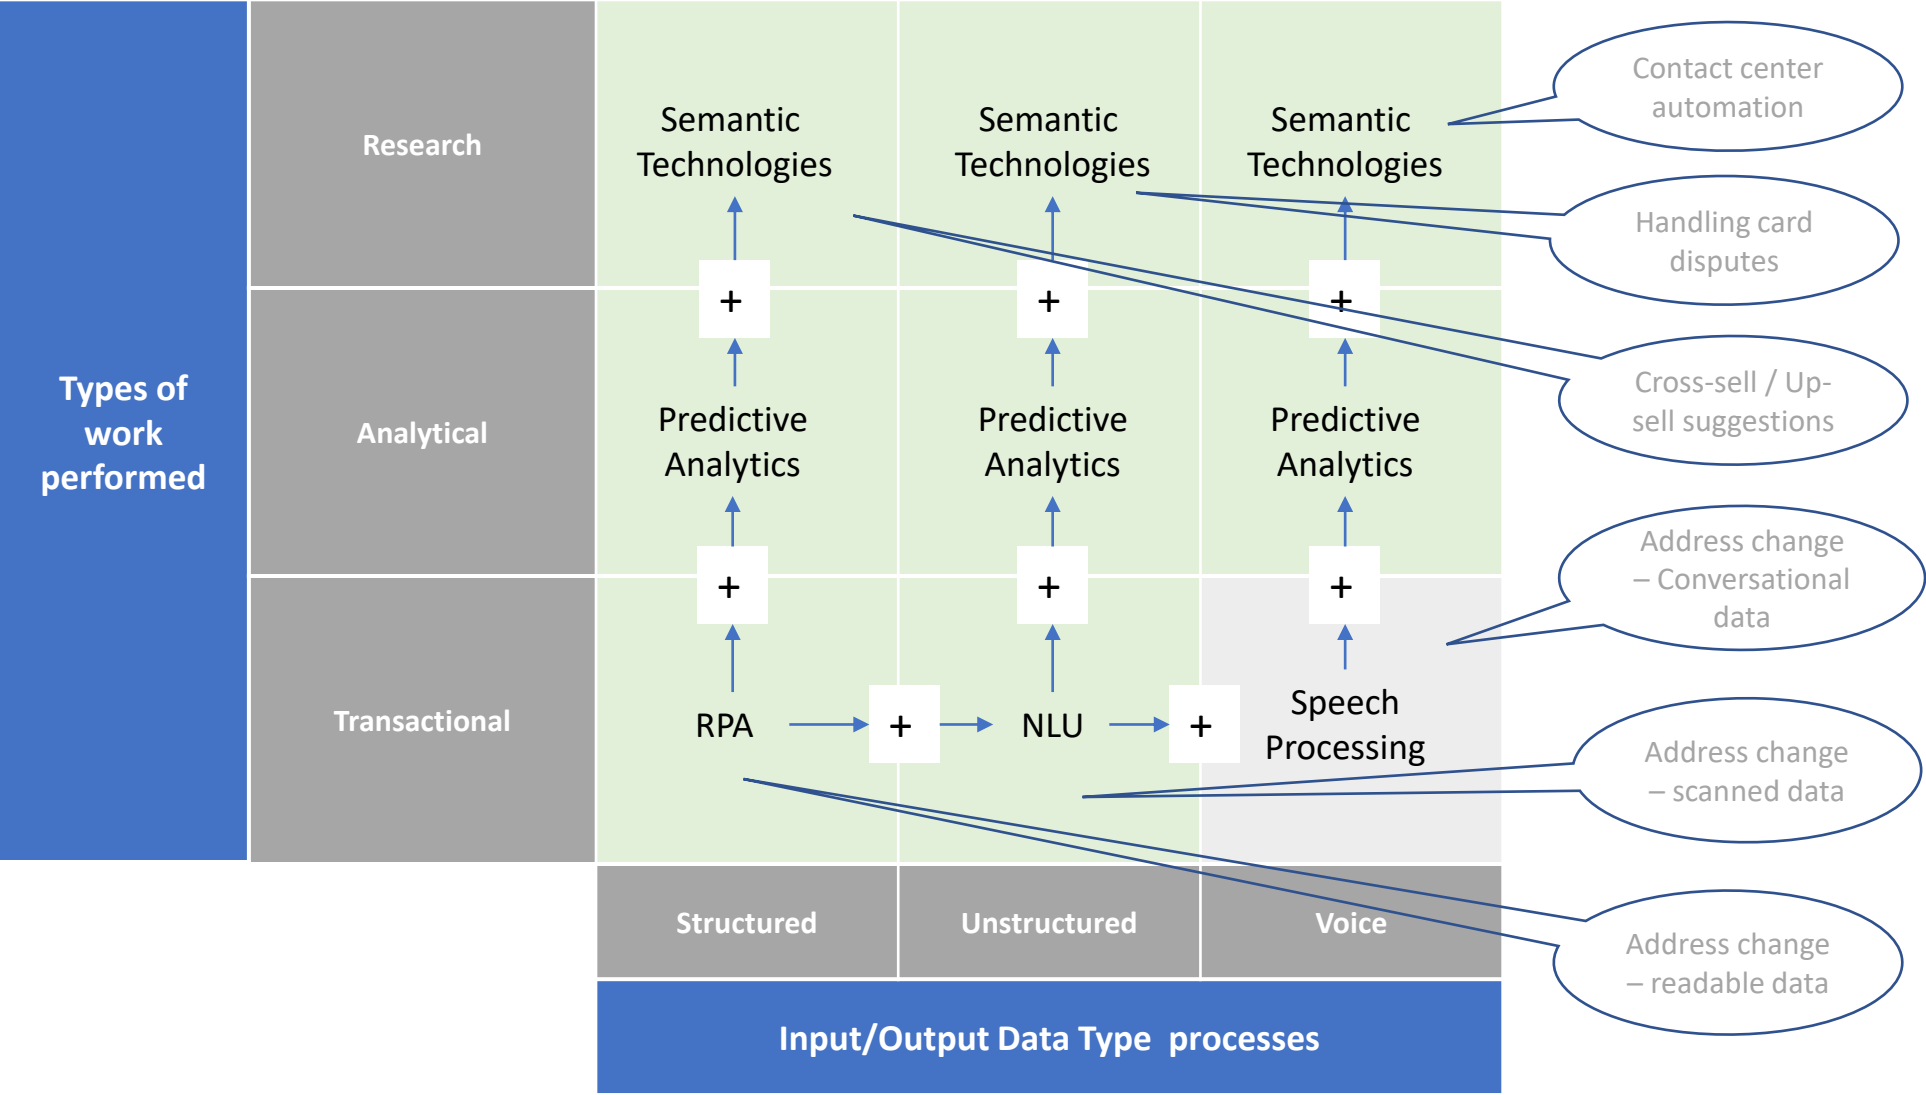 Types of
work
performed
Research
Analytical
Transactional
Semantic
Technologies
Semantic
Technologies
Semantic
Technologies
+
+
+
Predictive
Analytics
Predictive
Analytics
Predictive
Analytics
+
+
+
RPA
+
NLU
+
Speech
Processing
Structured
Unstructured
Voice
Input/Output Data Type  processes
Contact center
automation
Handling card
disputes
Cross-sell / Up-
sell suggestions
Address change
– Conversational
data
Address change
– scanned data
Address change
– readable data